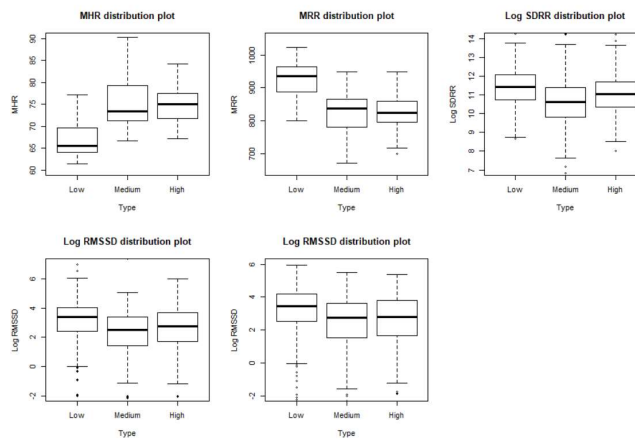 MHR distribution plot
MHR
90
85
80
75
70
65
60
Low Medium High
Type
MRR distribution plot
MRR
1000
900
800
700
Low Medium High
Type
Log SDRR distribution plot
Log SDRR
14
13
12
11
10
9
8
7
Low Medium High
Type
Log RMSSD distribution plot
Log RMSSD
6
4
2
0
-2
Low Medium High
Type
Log RMSSD distribution plot
Log RMSSD
6
4
2
0
-2
Low Medium High
Type